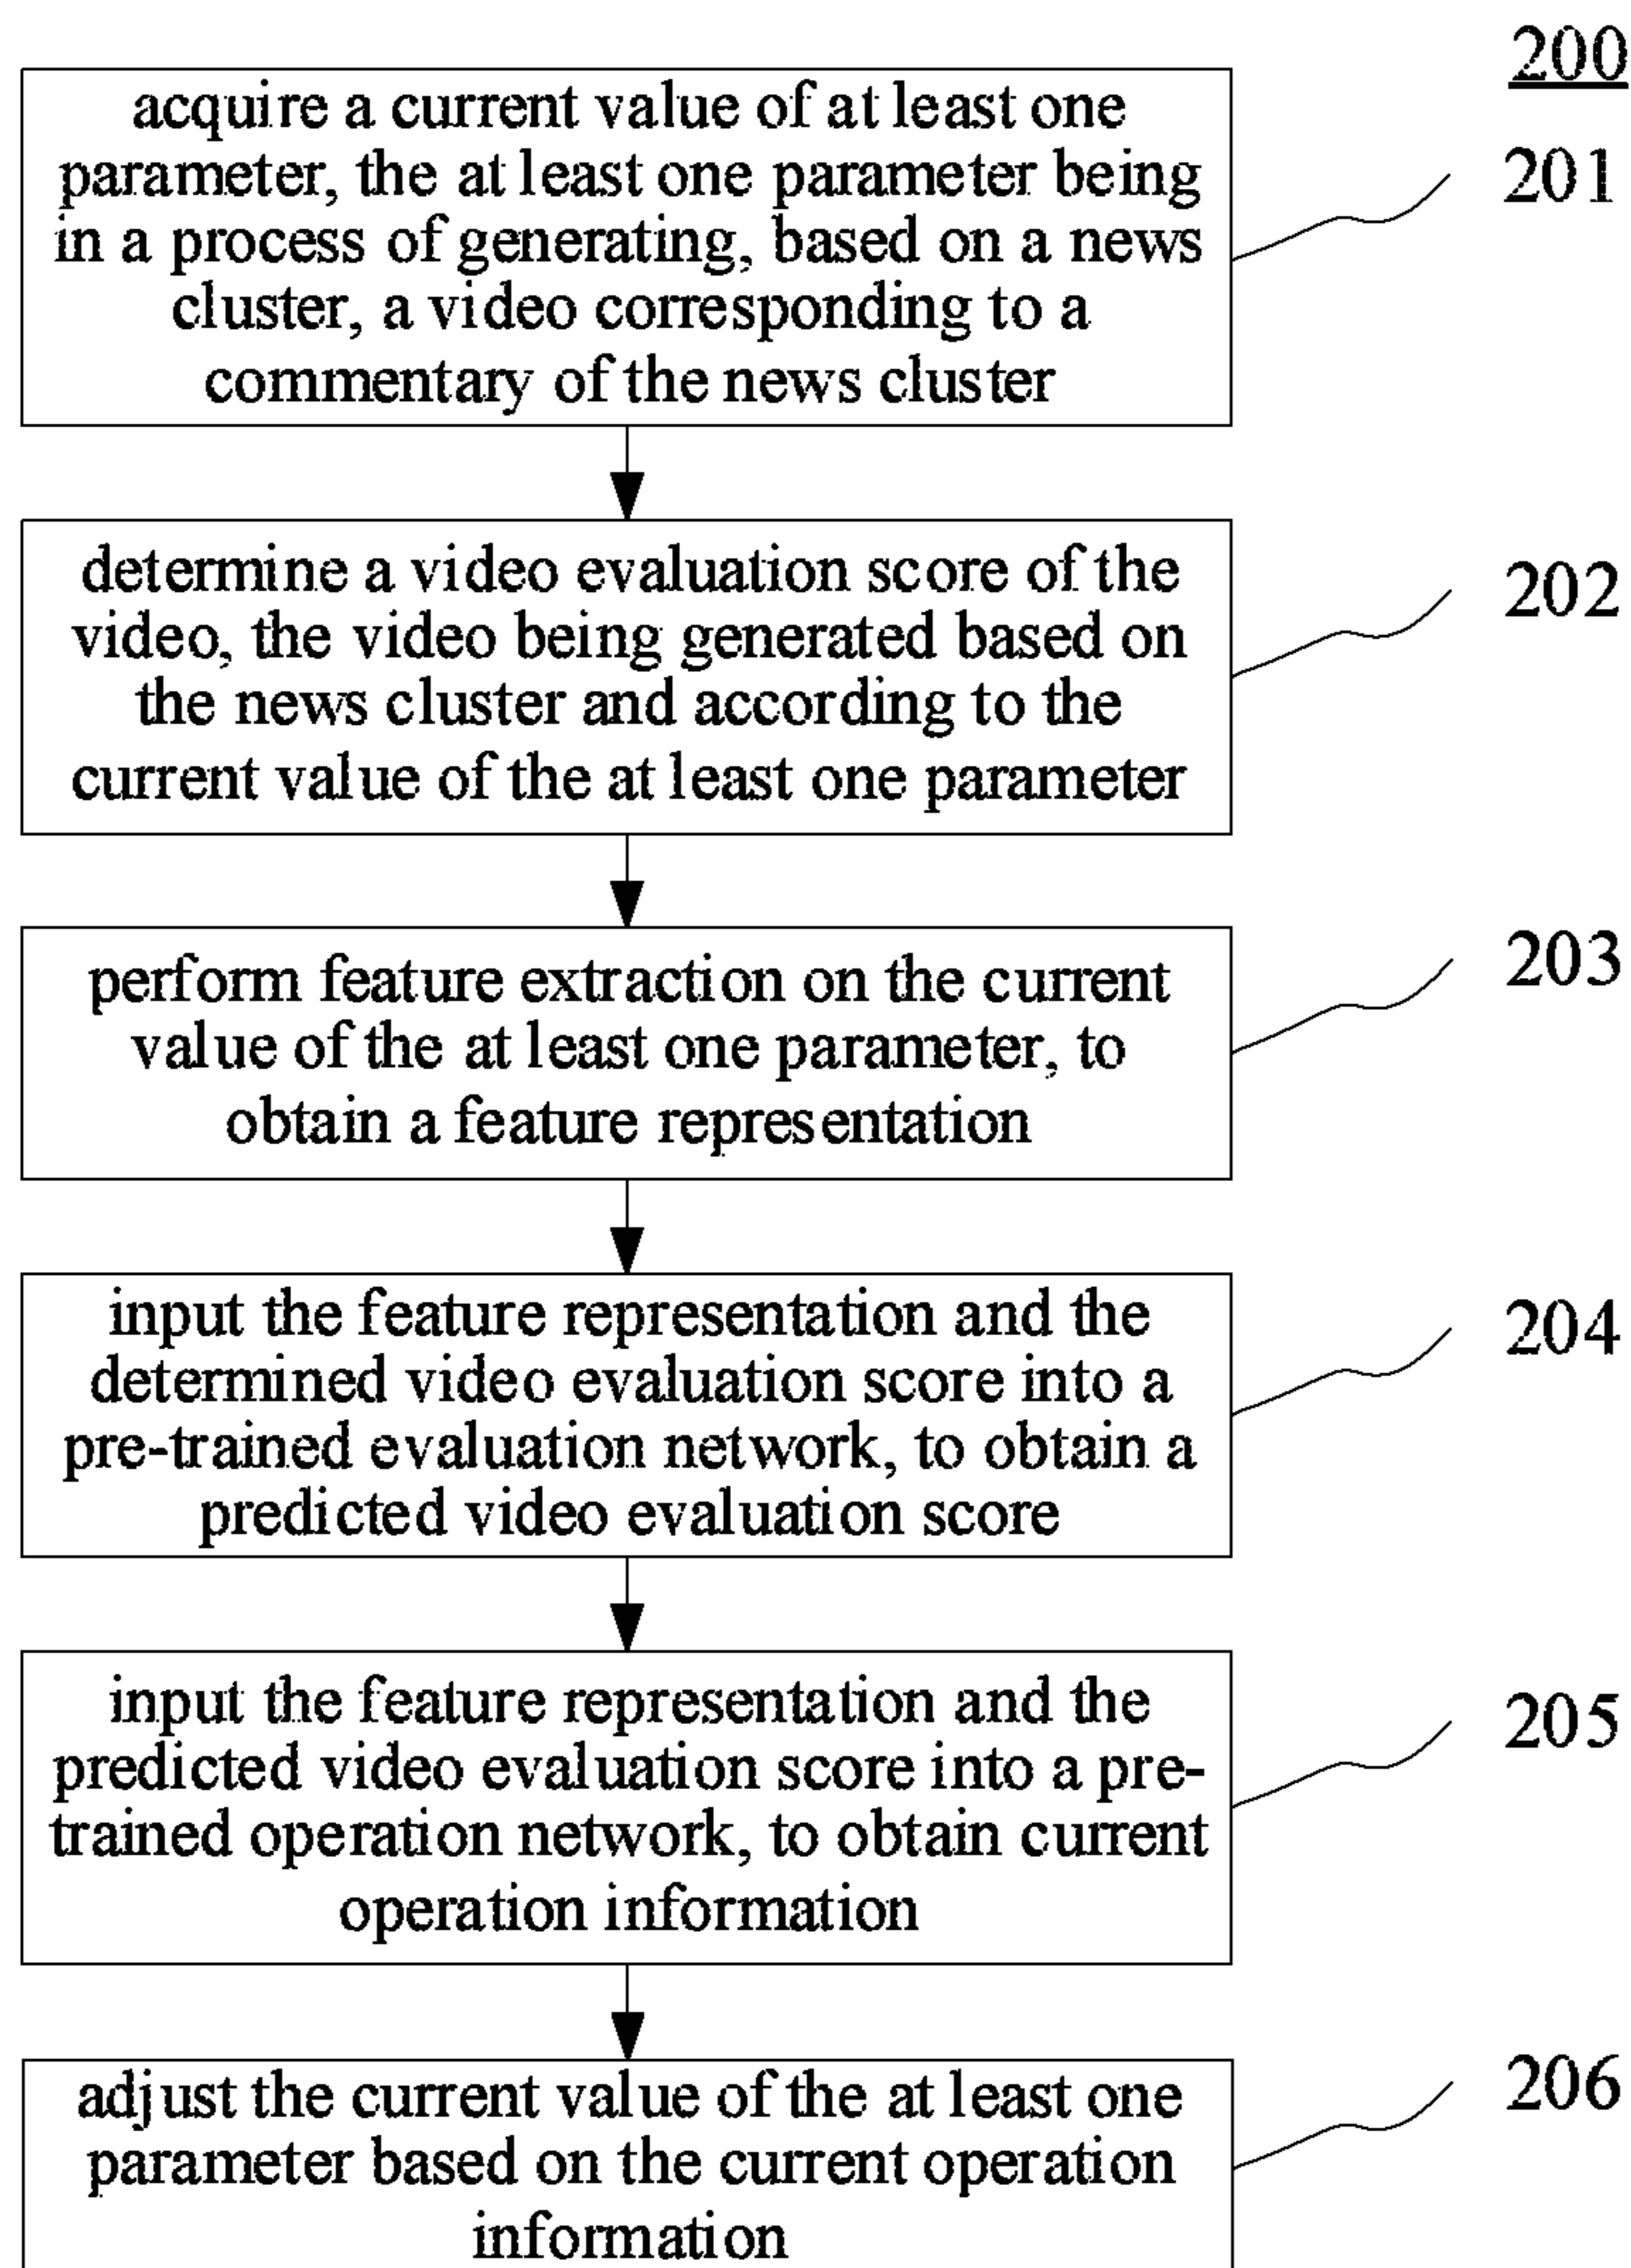 200
acquire a current value of at least one
parameter, the at least one parameter being
in a process of generating, based on a news
cluster, a video corresponding to a
commentary of the news cluster
201
determine a video evaluation score of the
video, the video being generated based on
the news cluster and according to the
current value of the at least one parameter
202
perform feature extraction on the current
value of the at least one parameter, to
obtain a feature representation
203
input the feature representation and the
determined video evaluation score into a
pre-trained evaluation network, to obtain a
predicted video evaluation score
204
input the feature representation and the
predicted video evaluation score into a pre-
trained operation network, to obtain current
operation information
205
adjust the current value of the at least one
parameter based on the current operation
information
206